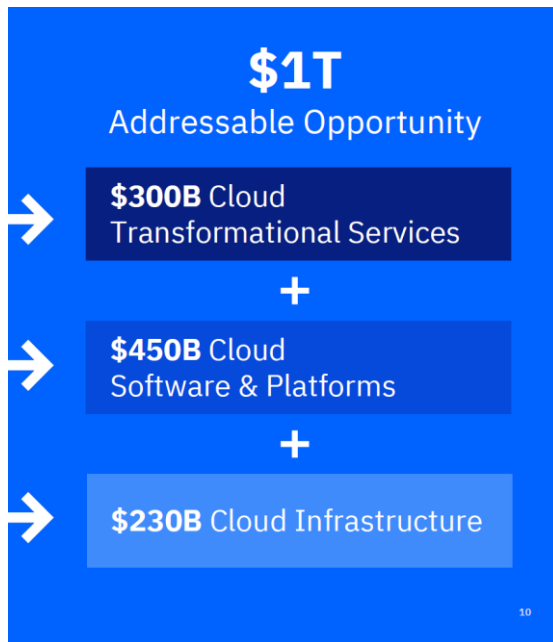 $1T
Addressable Opportunity
$300B Cloud
Transformational Services
+
$450B Cloud
Software & Platforms
+
$230B Cloud Infrastructure
10